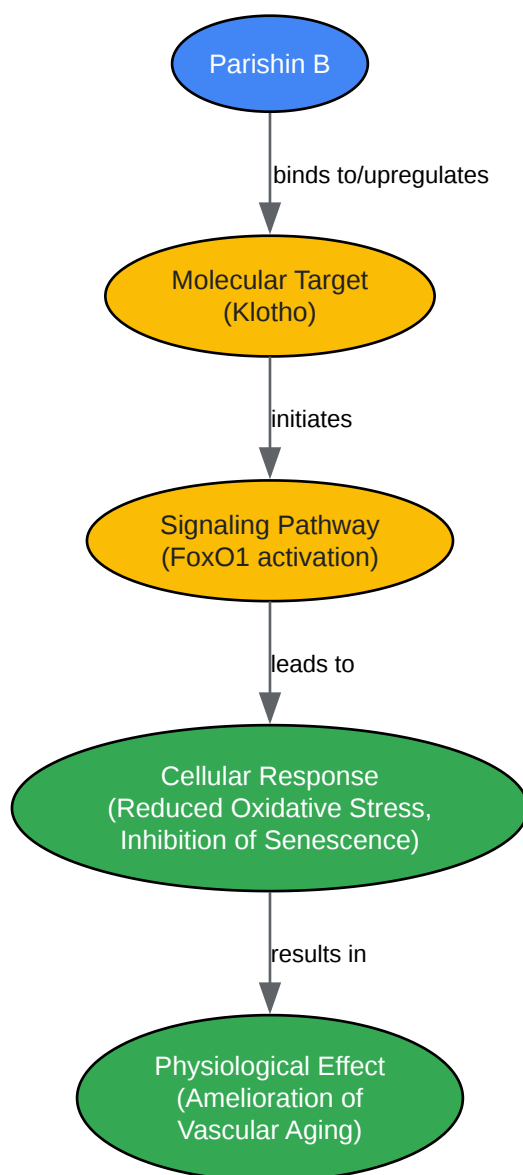 Parishin B
binds to/upregulates
Molecular Target
(Klotho)
initiates
Signaling Pathway
(FoxO1 activation)
leads to
Cellular Response
(Reduced Oxidative Stress,
Inhibition of Senescence)
results in
Physiological Effect
(Amelioration of
Vascular Aging)